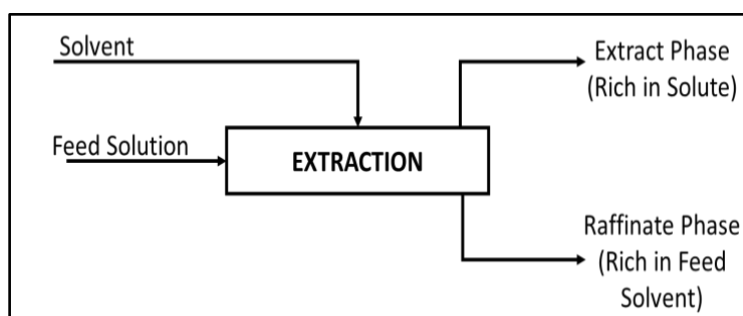 Solvent
Extract Phase
(Rich in Solute)
Feed Solution
EXTRACTION
Raffinate Phase
(Rich in Feed
Solvent)